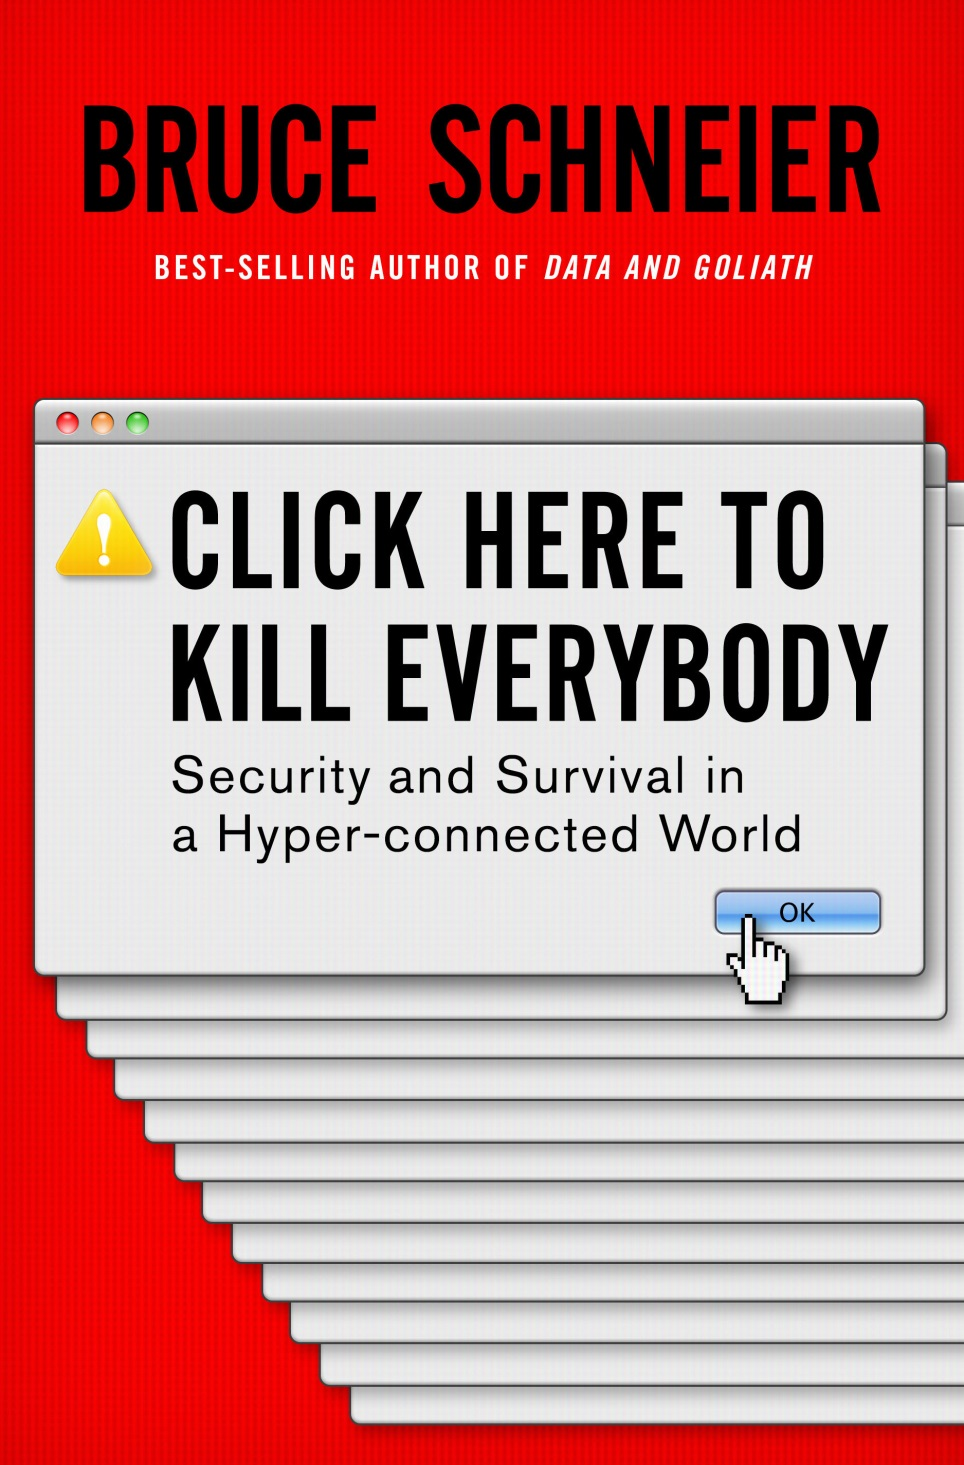 BRUCE SCHNEIER
BEST-SELLING AUTHOR OF DATA AND GOLIATH
CLICK HERE TO
KILL EVERYBODY
Security and Survival in
a Hyper-connected World
OK